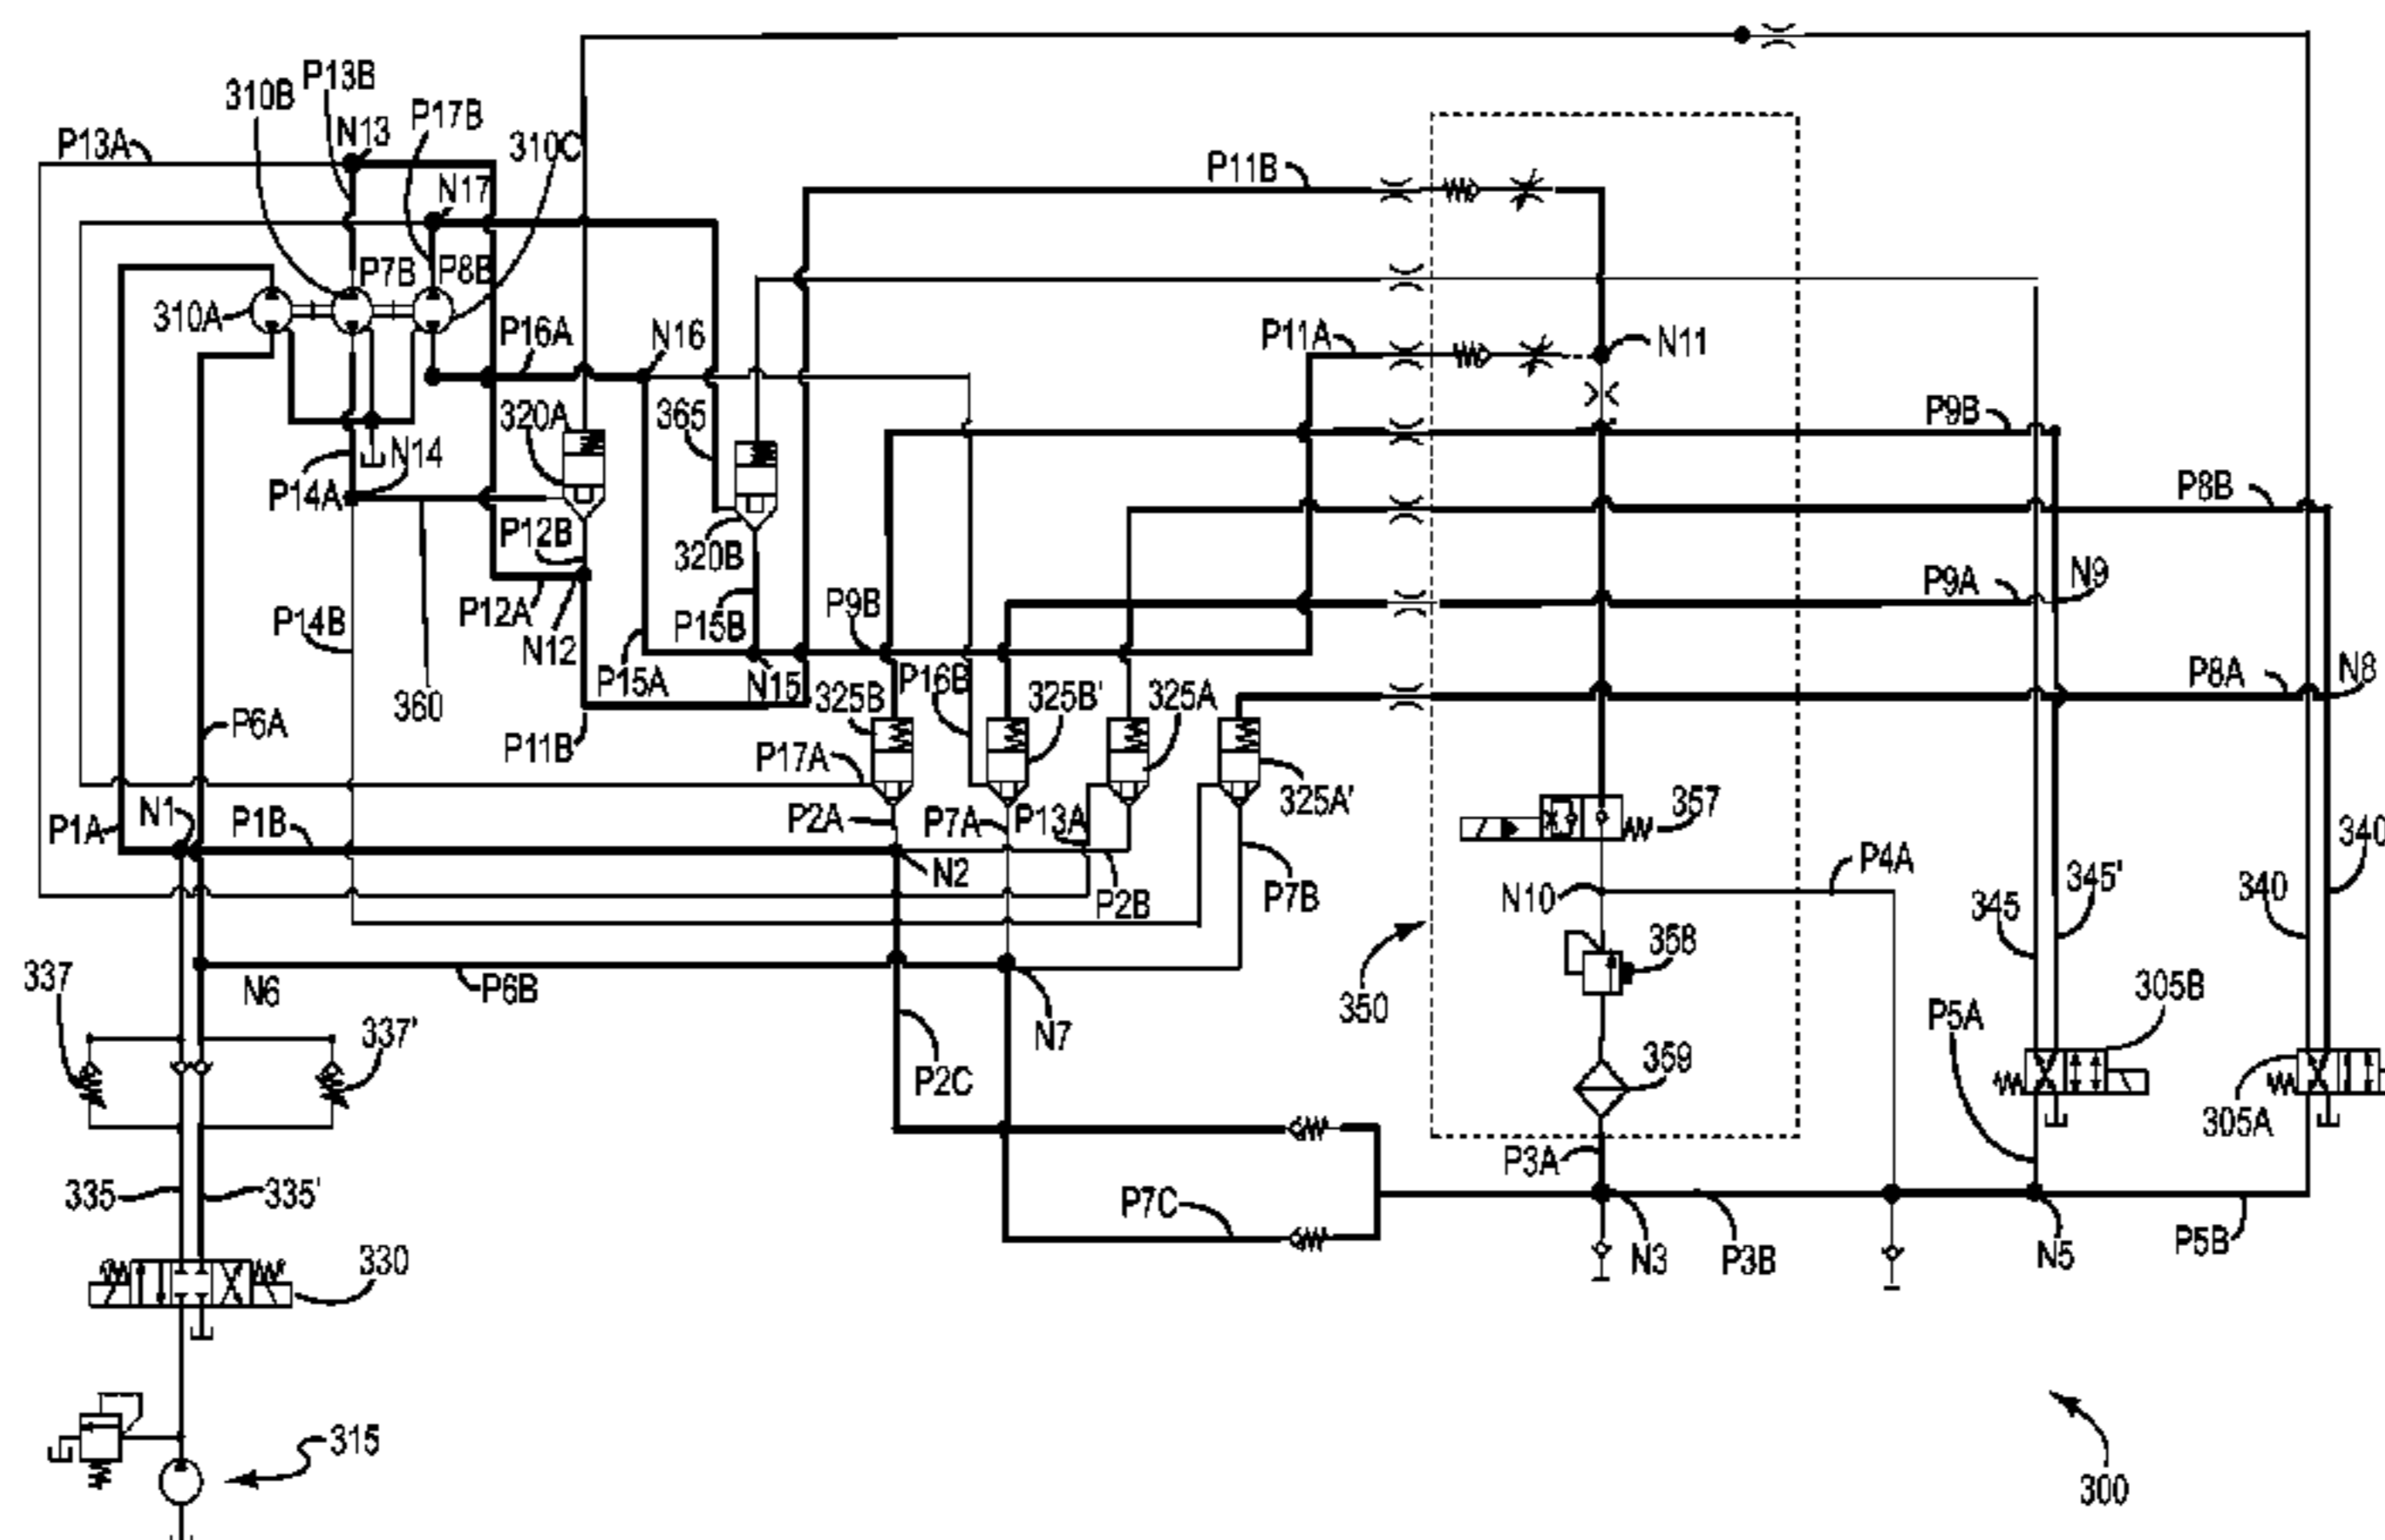 P13B
310B
N13
P17B
P13A
310C
P11B
N17
P7B
P8B
310A
P16A
N16
P11A
N11
320A
365
P9B
N14
P14A
P8B
P12B
320B
P9A
N9
P12A
P15B
P9B
P14B
N12
P15A
N15
P16B
P8A
N8
360
325B
325B'
325A
P6A
P11B
P17A
325A'
357
N1
P1A
P1B
P2A
P7A
P13A
340
P4A
N2
P2B
P7B
N10
345
345'
340
337
N6
P6B
358
350
305B
337'
N7
P5A
P2C
359
305A
335
335'
P7C
P3A
330
N3
P3B
N5
P5B
315
300